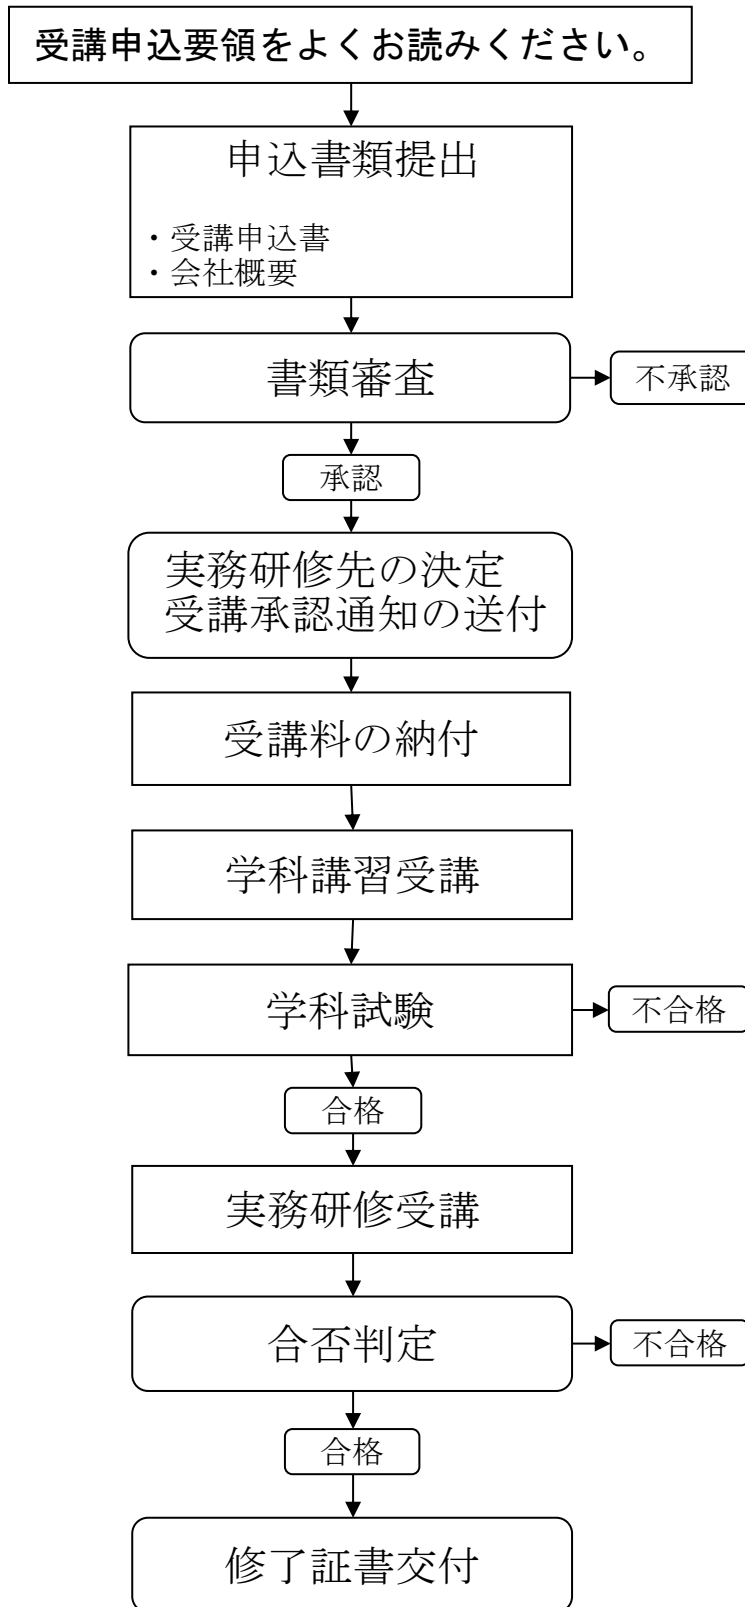 受講申込要領をよくお読みください。
申込書類提出
・受講申込書
・会社概要
書類審査
不承認
承認
実務研修先の決定
受講承認通知の送付
受講料の納付
学科講習受講
学科試験
不合格
合格
実務研修受講
合否判定
不合格
合格
修了証書交付